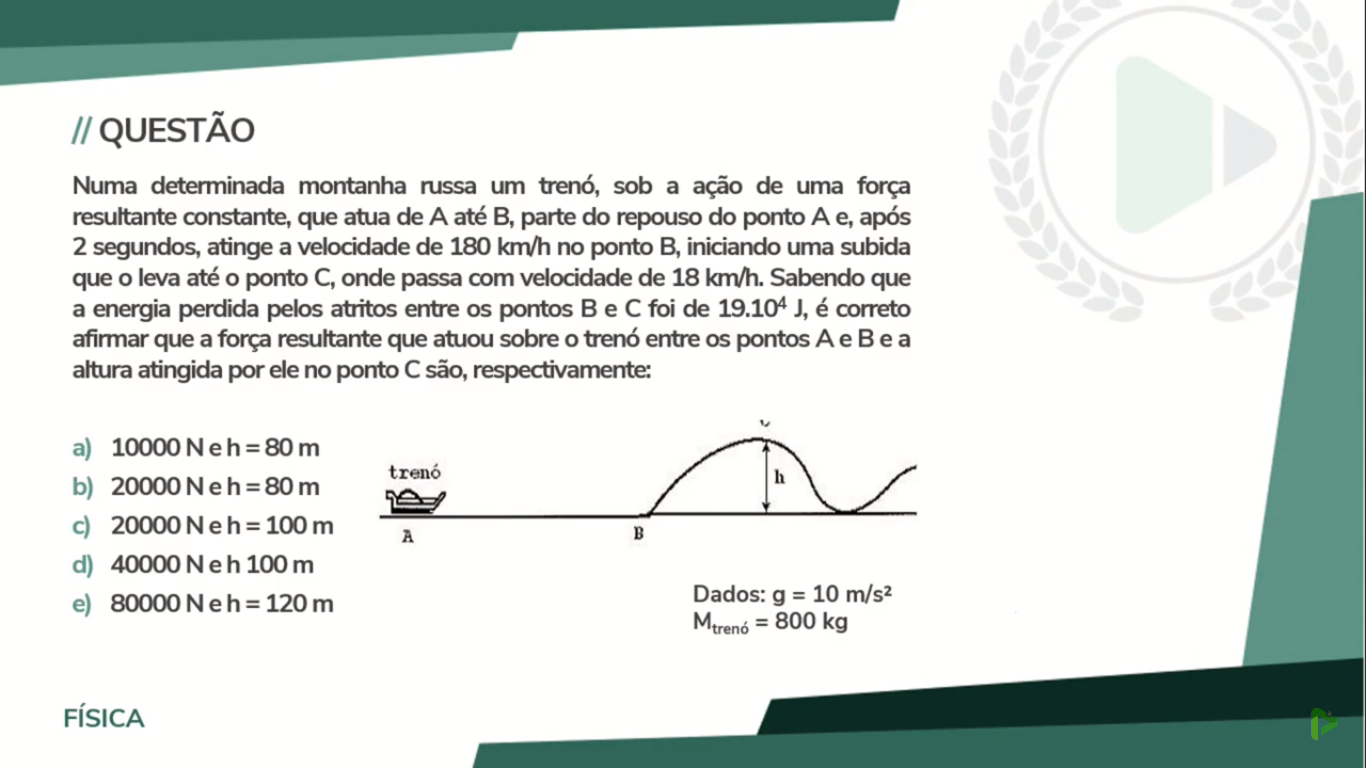 // QUESTÃO
Numa determinada montanha russa um trenó, sob a ação de uma força
resultante constante, que atua de A até B, parte do repouso do ponto A e, após
2 segundos, atinge a velocidade de 180 km/h no ponto B, iniciando uma subida
que o leva até o ponto C, onde passa com velocidade de 18 km/h. Sabendo que
a energia perdida pelos atritos entre os pontos B e C foi de 19.10⁴ J, é correto
afirmar que a força resultante que atuou sobre o trenó entre os pontos A e B e a
altura atingida por ele no ponto C são, respectivamente:
a) 10000 N e h = 80 m
b) 20000 N e h = 80 m
c) 20000 N e h = 100 m
d) 40000 N e h 100 m
e) 80000 N e h = 120 m
trenó
A
B
h
Dados: g = 10 m/s²
Mtrenó = 800 kg
FÍSICA